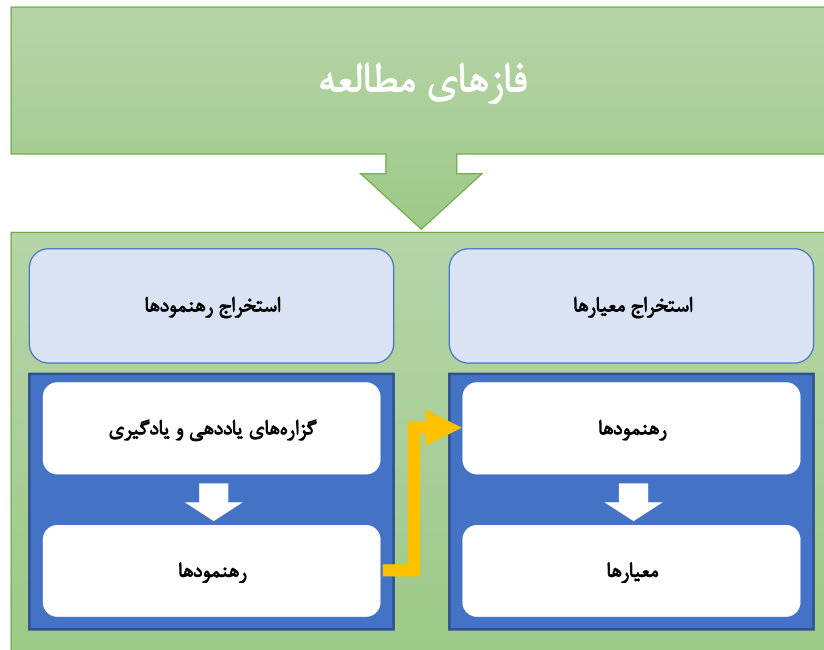 فازهای مطالعه
استخراج رهنمودها
گزاره‌های یاددهی و یادگیری
رهنمودها
استخراج معیارها
رهنمودها
معیارها